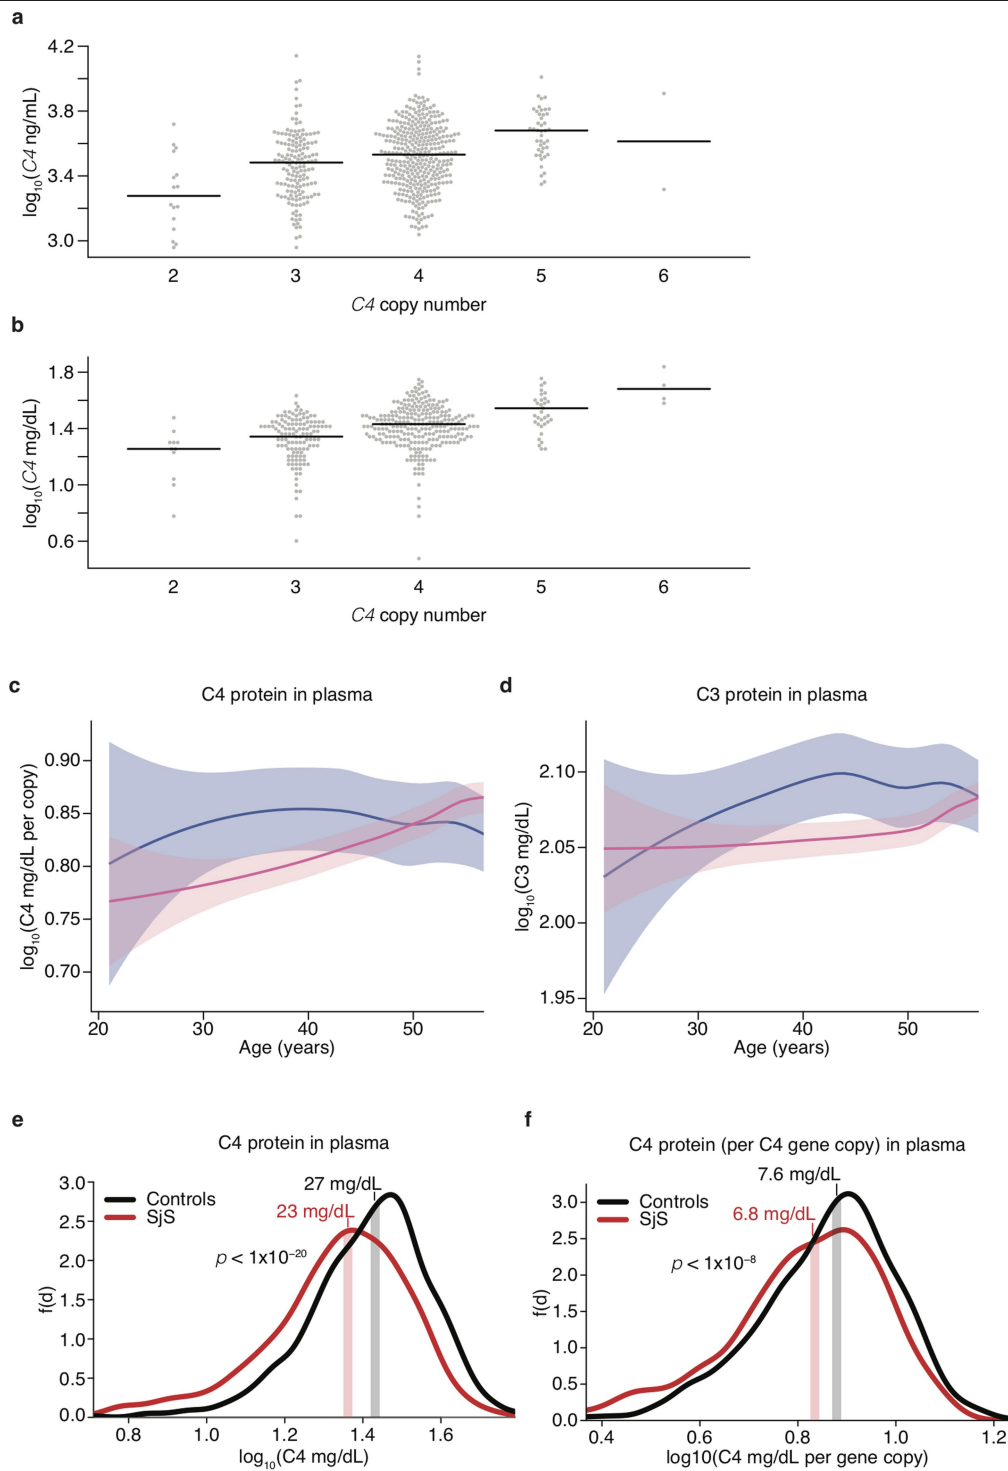 a
4.2
3.8
3.4
3.0
log10(C4 ng/mL)
2 3 4 5 6
C4 copy number
b
1.8
1.4
1.0
0.6
log10(C4 mg/dL)
2 3 4 5 6
C4 copy number
c
C4 protein in plasma
0.90
0.85
0.80
0.75
0.70
log10(C4 mg/dL per copy)
20 30 40 50
Age (years)
d
C3 protein in plasma
2.10
2.05
2.00
1.95
log10(C3 mg/dL)
20 30 40 50
Age (years)
e
C4 protein in plasma
27 mg/dL
23 mg/dL
Controls
SjS
p < 1x10−20
3.0
2.5
2.0
1.5
1.0
0.5
0.0
f(d)
0.8 1.0 1.2 1.4 1.6
log10(C4 mg/dL)
f
C4 protein (per C4 gene copy) in plasma
7.6 mg/dL
6.8 mg/dL
Controls
SjS
p < 1x10−8
3.0
2.5
2.0
1.5
1.0
0.5
0.0
f(d)
0.4 0.6 0.8 1.0 1.2
log10(C4 mg/dL per gene copy)